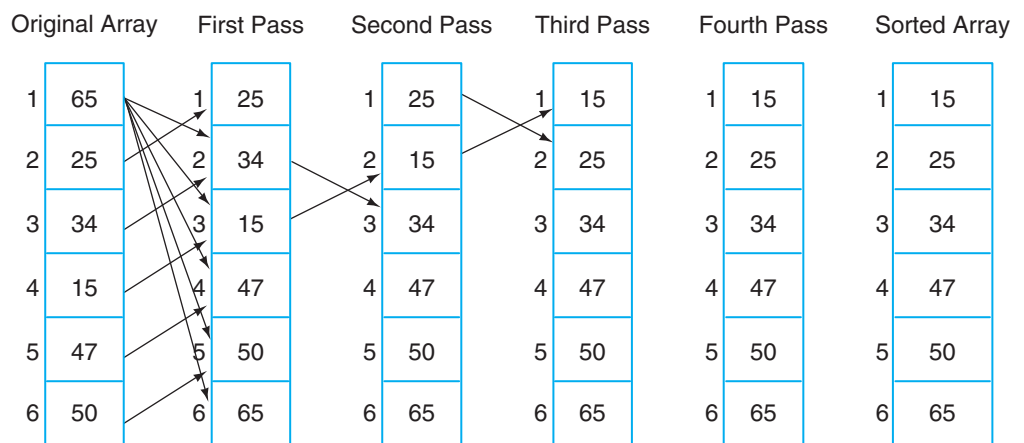 Original Array First Pass Second Pass Third Pass Fourth Pass Sorted Array
1 65 1 25 1 25 1 15 1 15 1 15
2 25 2 34 2 15 2 25 2 25 2 25
3 34 3 15 3 34 3 34 3 34 3 34
4 15 4 47 4 47 4 47 4 47 4 47
5 47 5 50 5 50 5 50 5 50 5 50
6 50 6 65 6 65 6 65 6 65 6 65